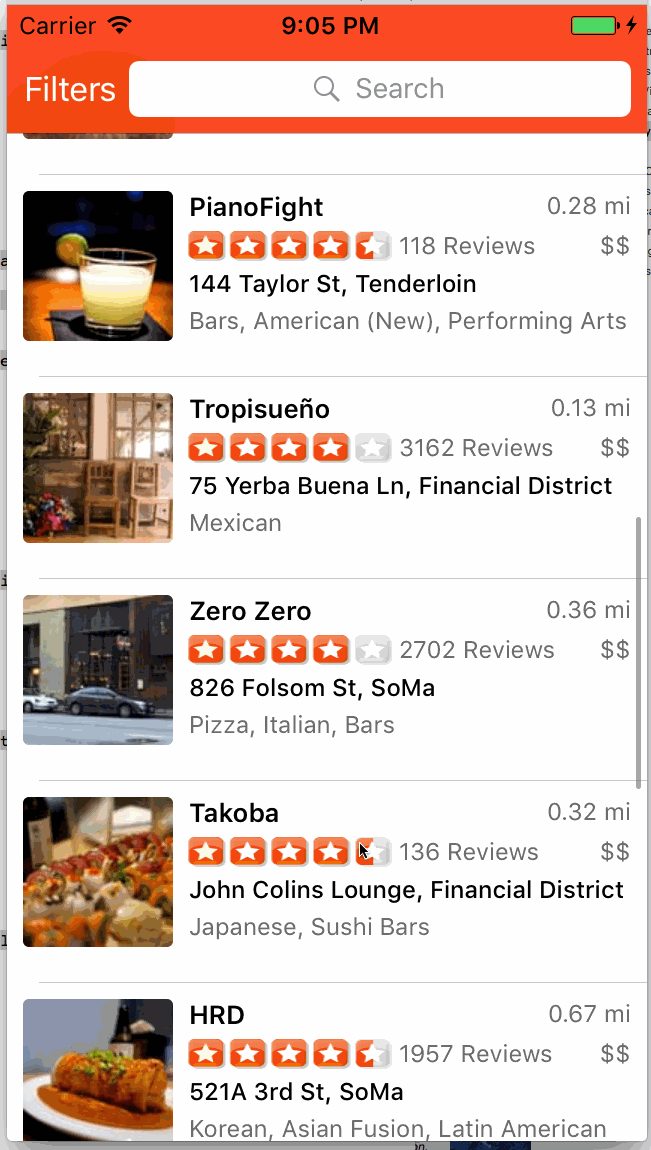 Carrier 9:05 PM
Filters Search
PianoFight 0.28 mi
118 Reviews $$
144 Taylor St, Tenderloin
Bars, American (New), Performing Arts
Tropisueño 0.13 mi
3162 Reviews $$
75 Yerba Buena Ln, Financial District
Mexican
Zero Zero 0.36 mi
2702 Reviews $$
826 Folsom St, SoMa
Pizza, Italian, Bars
Takoba 0.32 mi
136 Reviews $$
John Colins Lounge, Financial District
Japanese, Sushi Bars
HRD 0.67 mi
1957 Reviews $$
521A 3rd St, SoMa
Korean, Asian Fusion, Latin American